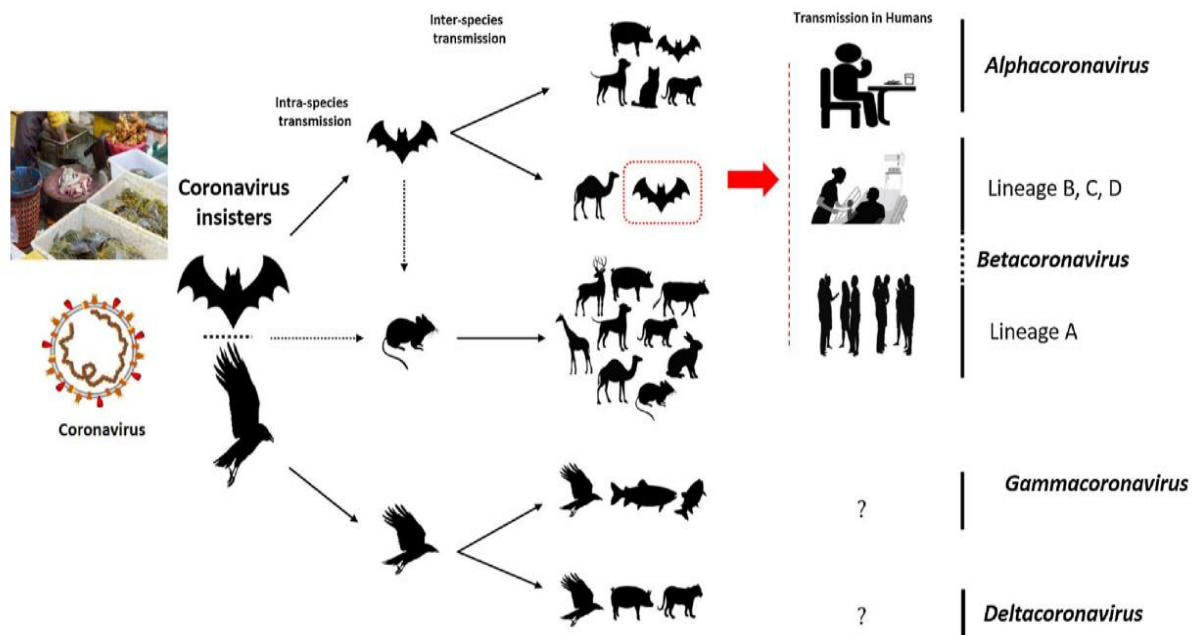 Inter-species
transmission
Transmission in Humans
Alphacoronavirus
Intra-species
transmission
Coronavirus
insisters
Lineage B, C, D
Betacoronavirus
Lineage A
Coronavirus
Gammacoronavirus
?
Deltacoronavirus
?